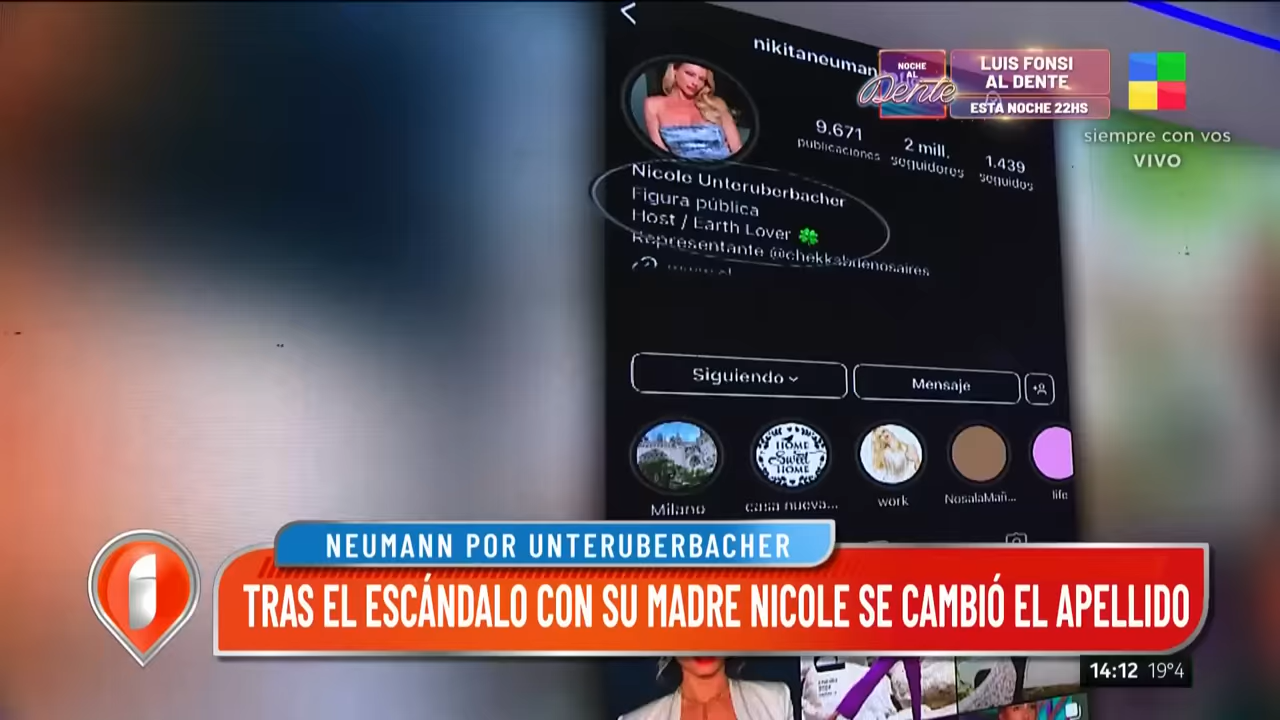 nikitaneuman
NOCHE
AL
Dente
LUIS FONSI
AL DENTE
ESTA NOCHE 22HS
siempre con vos
VIVO
9.671
publicaciones
2 mill.
seguidores
1.439
seguidos
Nicole Unteruberbacher
Figura pública
Host / Earth Lover 🍀
Representante @chekkabuenosaires
Siguiendo
Mensaje
HOME
Sweet
HOME
Milano
casa nueva...
work
NosalaMañ...
life
NEUMANN POR UNTERUBERBACHER
TRAS EL ESCÁNDALO CON SU MADRE NICOLE SE CAMBIÓ EL APELLIDO
14:12 19°4